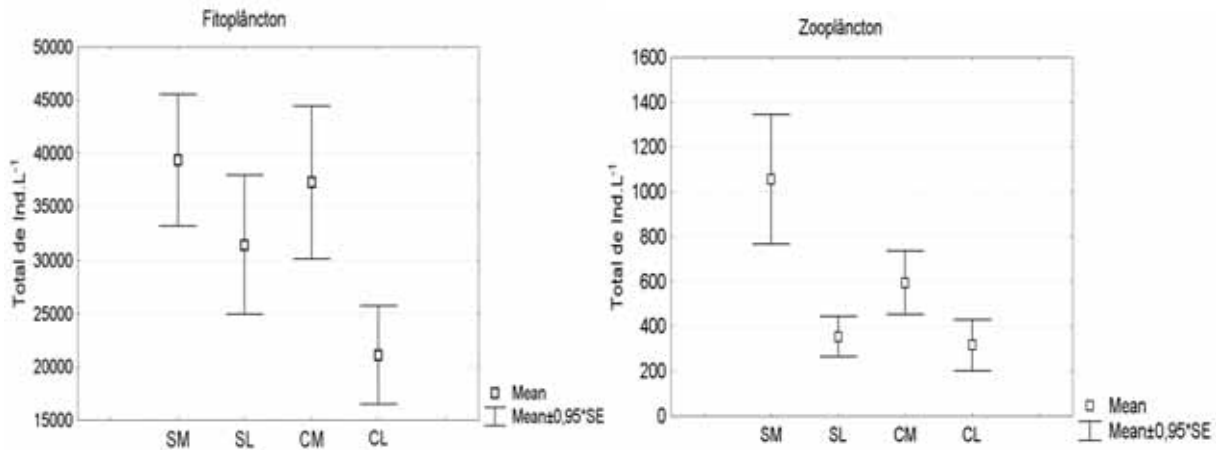 Fitoplâncton
Total de Ind.L⁻¹
50000
45000
40000
35000
30000
25000
20000
15000
SM SL CM CL
Mean
Mean±0,95*SE
Zooplâncton
Total de Ind.L⁻¹
1600
1400
1200
1000
800
600
400
200
0
SM SL CM CL
Mean
Mean±0,95*SE